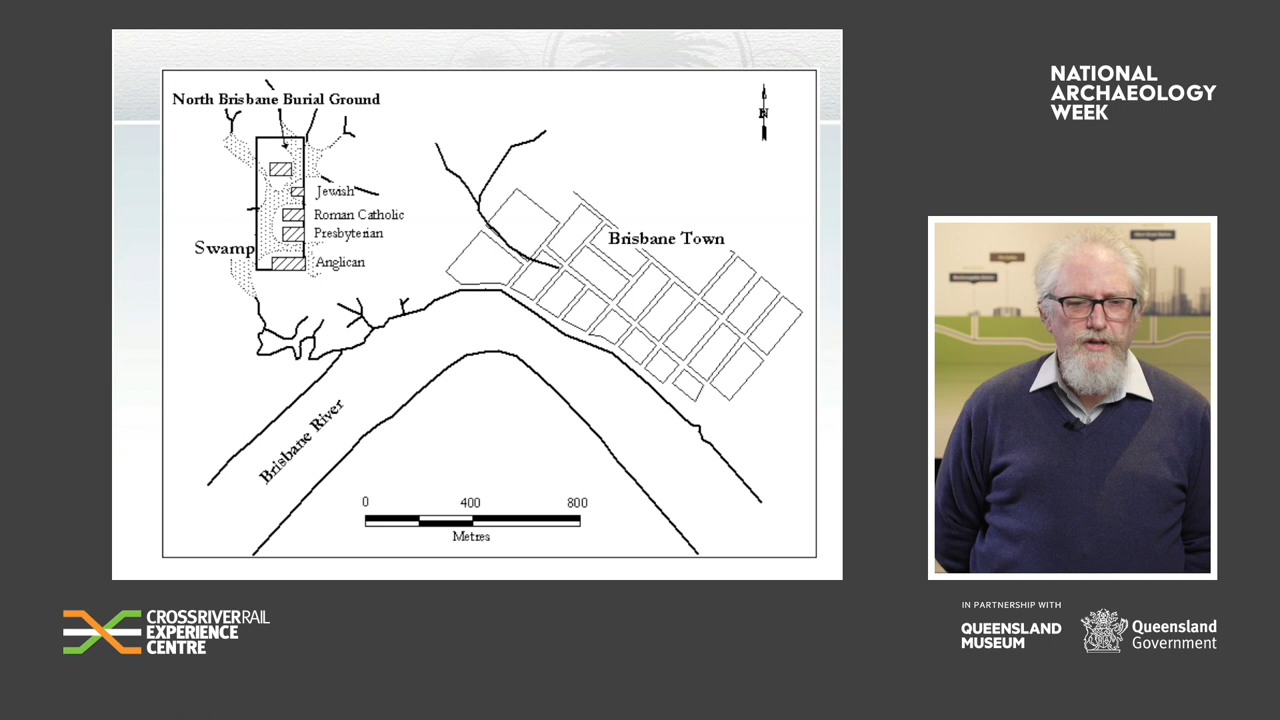 North Brisbane Burial Ground
N
Jewish
Roman Catholic
Presbyterian
Swamp
Anglican
Brisbane Town
Brisbane River
0 400 800
Metres
NATIONAL
ARCHAEOLOGY
WEEK
CROSSRIVERRAIL
EXPERIENCE
CENTRE
IN PARTNERSHIP WITH
QUEENSLAND
MUSEUM
Queensland
Government